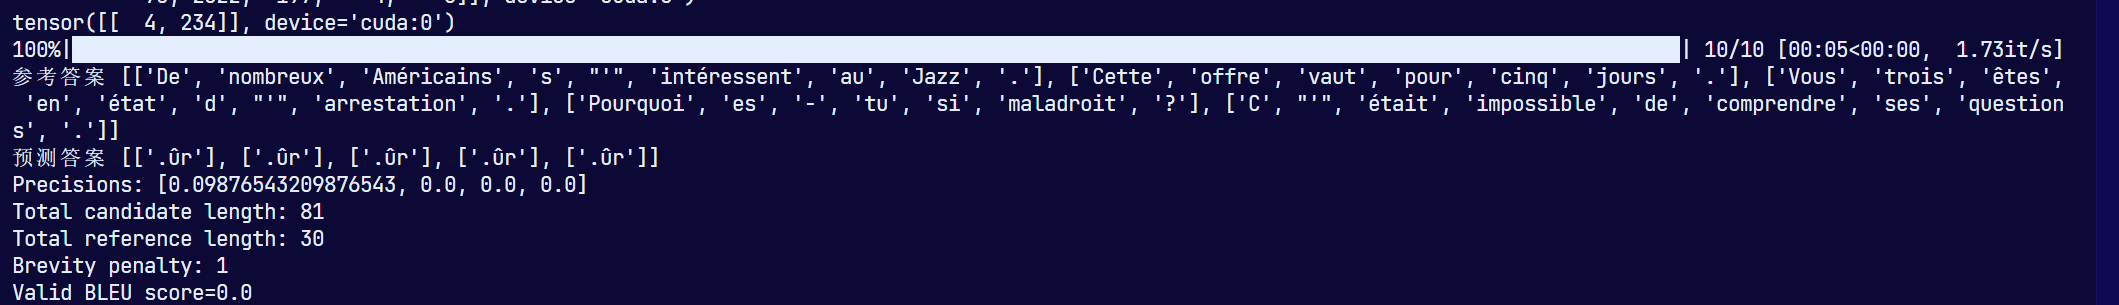 tensor([[  4, 234]], device='cuda:0')
100%|| 10/10 [00:05<00:00,  1.73it/s]
参考答案 [['De', 'nombreux', 'Américains', 's', "'", 'intéressent', 'au', 'Jazz', '.'], ['Cette', 'offre', 'vaut', 'pour', 'cinq', 'jours', '.'], ['Vous', 'trois', 'êtes',
 'en', 'état', 'd', "'", 'arrestation', '.'], ['Pourquoi', 'es', '-', 'tu', 'si', 'maladroit', '?'], ['C', "'", 'était', 'impossible', 'de', 'comprendre', 'ses', 'question
s', '.']]
预测答案 [['.ûr'], ['.ûr'], ['.ûr'], ['.ûr'], ['.ûr']]
Precisions: [0.09876543209876543, 0.0, 0.0, 0.0]
Total candidate length: 81
Total reference length: 30
Brevity penalty: 1
Valid BLEU score=0.0